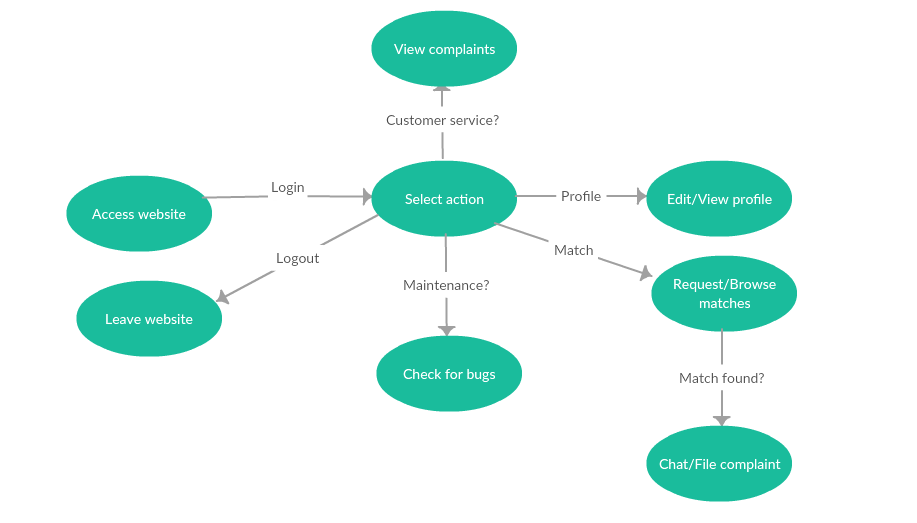 View complaints
Customer service?
Login
Access website
Select action
Profile
Edit/View profile
Logout
Match
Maintenance?
Request/Browse
matches
Leave website
Check for bugs
Match found?
Chat/File complaint